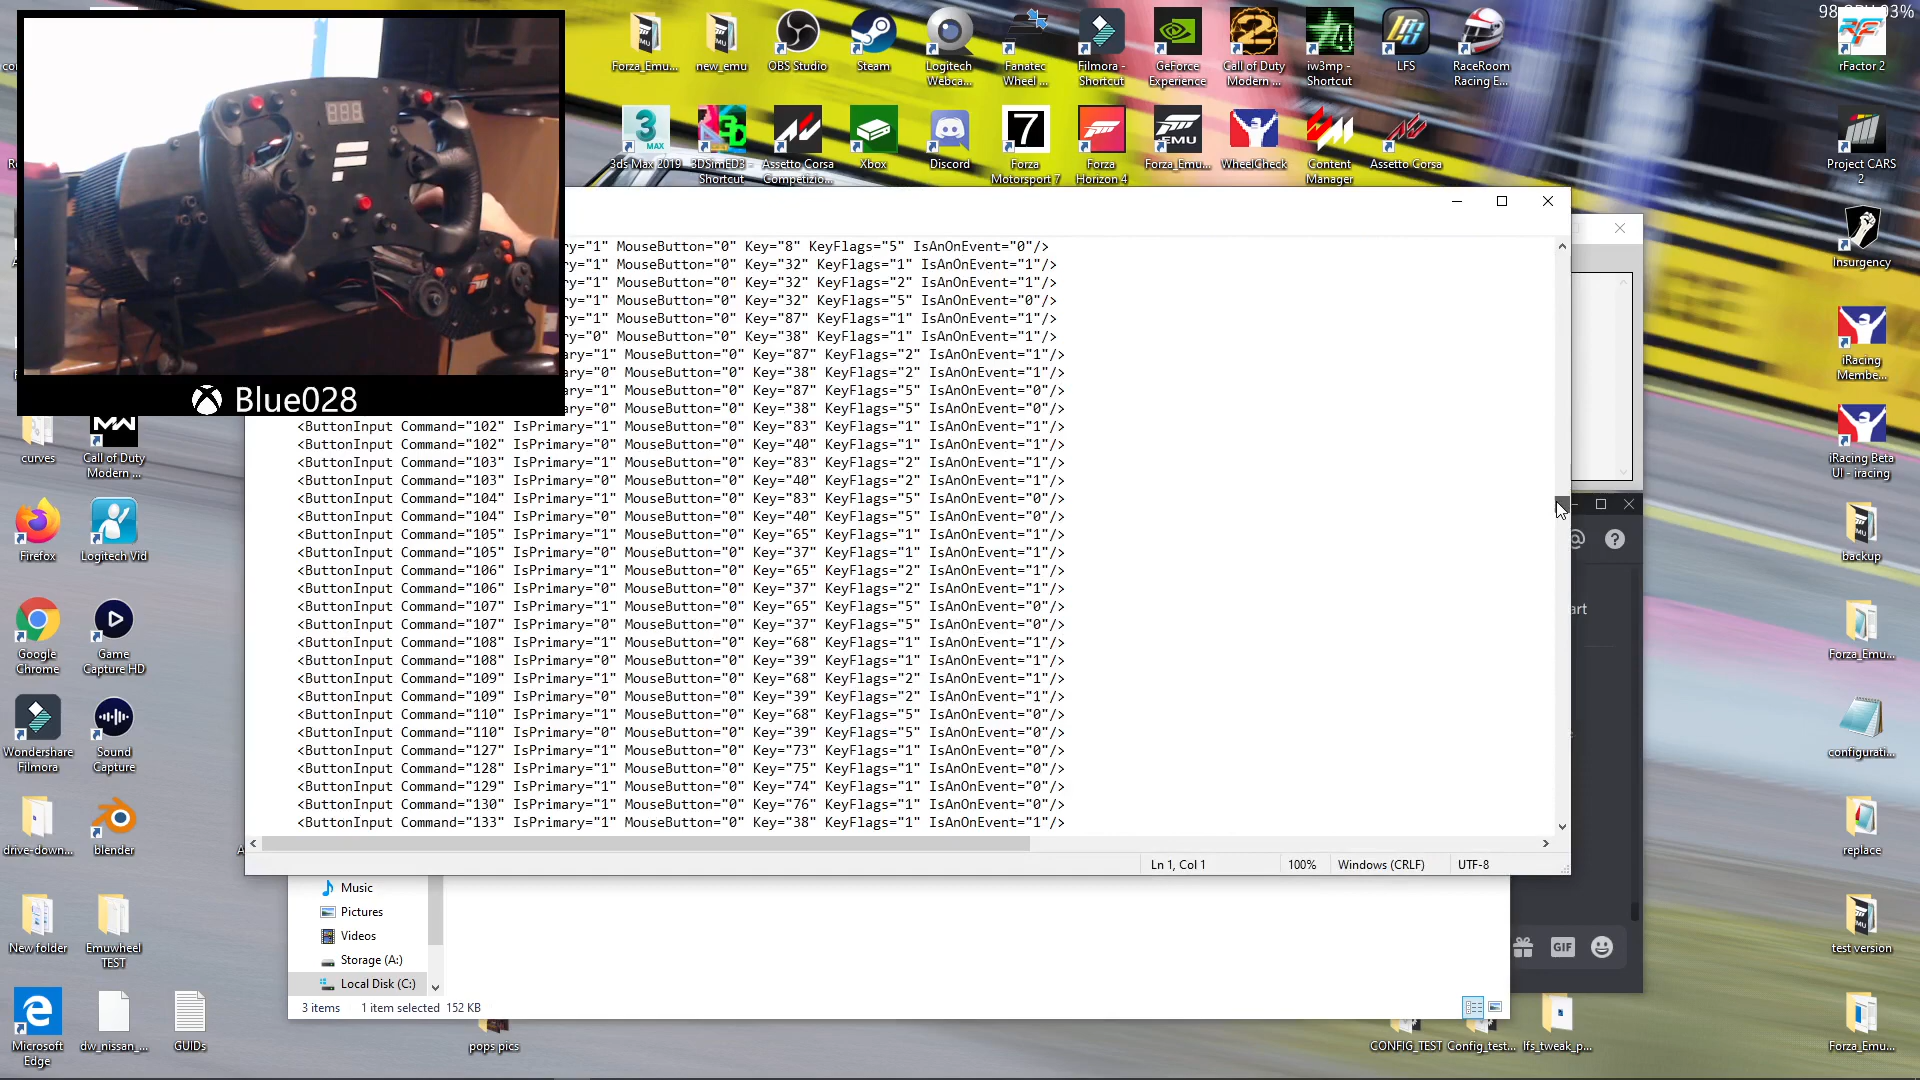 98 CPU 93%
Forza_Emu...
new_emu
OBS Studio
Steam
Logitech
Webca...
Fanatec
Wheel ...
Filmora -
Shortcut
GeForce
Experience
Call of Duty
Modern ...
iw3mp -
Shortcut
LFS
RaceRoom
Racing E...
rFactor 2
3ds Max 2019
3DSimED3 -
Shortcut
Assetto Corsa
Competizio...
Xbox
Discord
Forza
Motorsport 7
Forza
Horizon 4
Forza_Emu...
WheelCheck
Content
Manager
Assetto Corsa
Project CARS
2
Blue028
ry="1" MouseButton="0" Key="8" KeyFlags="5" IsAnOnEvent="0"/>
ry="1" MouseButton="0" Key="32" KeyFlags="1" IsAnOnEvent="1"/>
ry="1" MouseButton="0" Key="32" KeyFlags="2" IsAnOnEvent="1"/>
ry="1" MouseButton="0" Key="32" KeyFlags="5" IsAnOnEvent="0"/>
ry="1" MouseButton="0" Key="87" KeyFlags="1" IsAnOnEvent="1"/>
ry="0" MouseButton="0" Key="38" KeyFlags="1" IsAnOnEvent="1"/>
ary="1" MouseButton="0" Key="87" KeyFlags="2" IsAnOnEvent="1"/>
ary="0" MouseButton="0" Key="38" KeyFlags="2" IsAnOnEvent="1"/>
ary="1" MouseButton="0" Key="87" KeyFlags="5" IsAnOnEvent="0"/>
ary="0" MouseButton="0" Key="38" KeyFlags="5" IsAnOnEvent="0"/>
<ButtonInput Command="102" IsPrimary="1" MouseButton="0" Key="83" KeyFlags="1" IsAnOnEvent="1"/>
<ButtonInput Command="102" IsPrimary="0" MouseButton="0" Key="40" KeyFlags="1" IsAnOnEvent="1"/>
<ButtonInput Command="103" IsPrimary="1" MouseButton="0" Key="83" KeyFlags="2" IsAnOnEvent="1"/>
<ButtonInput Command="103" IsPrimary="0" MouseButton="0" Key="40" KeyFlags="2" IsAnOnEvent="1"/>
<ButtonInput Command="104" IsPrimary="1" MouseButton="0" Key="83" KeyFlags="5" IsAnOnEvent="0"/>
<ButtonInput Command="104" IsPrimary="0" MouseButton="0" Key="40" KeyFlags="5" IsAnOnEvent="0"/>
<ButtonInput Command="105" IsPrimary="1" MouseButton="0" Key="65" KeyFlags="1" IsAnOnEvent="1"/>
<ButtonInput Command="105" IsPrimary="0" MouseButton="0" Key="37" KeyFlags="1" IsAnOnEvent="1"/>
<ButtonInput Command="106" IsPrimary="1" MouseButton="0" Key="65" KeyFlags="2" IsAnOnEvent="1"/>
<ButtonInput Command="106" IsPrimary="0" MouseButton="0" Key="37" KeyFlags="2" IsAnOnEvent="1"/>
<ButtonInput Command="107" IsPrimary="1" MouseButton="0" Key="65" KeyFlags="5" IsAnOnEvent="0"/>
<ButtonInput Command="107" IsPrimary="0" MouseButton="0" Key="37" KeyFlags="5" IsAnOnEvent="0"/>
<ButtonInput Command="108" IsPrimary="1" MouseButton="0" Key="68" KeyFlags="1" IsAnOnEvent="1"/>
<ButtonInput Command="108" IsPrimary="0" MouseButton="0" Key="39" KeyFlags="1" IsAnOnEvent="1"/>
<ButtonInput Command="109" IsPrimary="1" MouseButton="0" Key="68" KeyFlags="2" IsAnOnEvent="1"/>
<ButtonInput Command="109" IsPrimary="0" MouseButton="0" Key="39" KeyFlags="2" IsAnOnEvent="1"/>
<ButtonInput Command="110" IsPrimary="1" MouseButton="0" Key="68" KeyFlags="5" IsAnOnEvent="0"/>
<ButtonInput Command="110" IsPrimary="0" MouseButton="0" Key="39" KeyFlags="5" IsAnOnEvent="0"/>
<ButtonInput Command="127" IsPrimary="1" MouseButton="0" Key="73" KeyFlags="1" IsAnOnEvent="0"/>
<ButtonInput Command="128" IsPrimary="1" MouseButton="0" Key="75" KeyFlags="1" IsAnOnEvent="0"/>
<ButtonInput Command="129" IsPrimary="1" MouseButton="0" Key="74" KeyFlags="1" IsAnOnEvent="0"/>
<ButtonInput Command="130" IsPrimary="1" MouseButton="0" Key="76" KeyFlags="1" IsAnOnEvent="0"/>
<ButtonInput Command="133" IsPrimary="1" MouseButton="0" Key="38" KeyFlags="1" IsAnOnEvent="1"/>
Ln 1, Col 1
100%
Windows (CRLF)
UTF-8
Music
Pictures
Videos
Storage (A:)
Local Disk (C:)
3 items
1 item selected 152 KB
GIF
art
curves
Call of Duty
Modern ...
Firefox
Logitech Vid
Google
Chrome
Game
Capture HD
Wondershare
Filmora
Sound
Capture
drive-down...
blender
New folder
Emuwheel
TEST
Microsoft
Edge
dw_nissan_...
GUIDs
pops pics
CONFIG_TEST
Config_test...
lfs_tweak_p...
Insurgency
iRacing
Membe...
iRacing Beta
UI - iracing
backup
Forza_Emu...
configurati...
replace
test version
Forza_Emu...